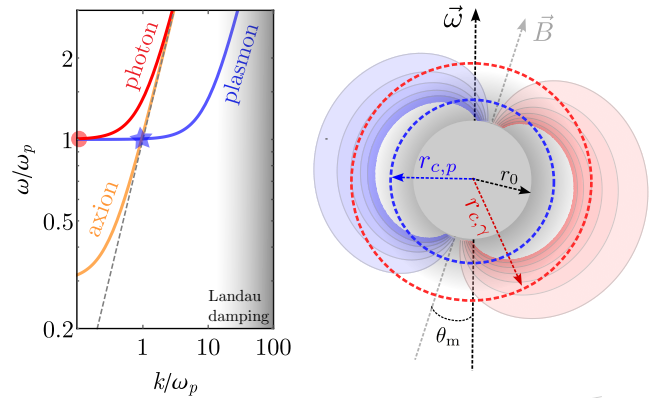 2
1
0.5
0.2
ω/ω_p
photon
plasmon
axion
Landau
damping
1
10
100
k/ω_p
ω⃗
B⃗
r_{c,p}
r_0
r_{c,γ}
θ_m